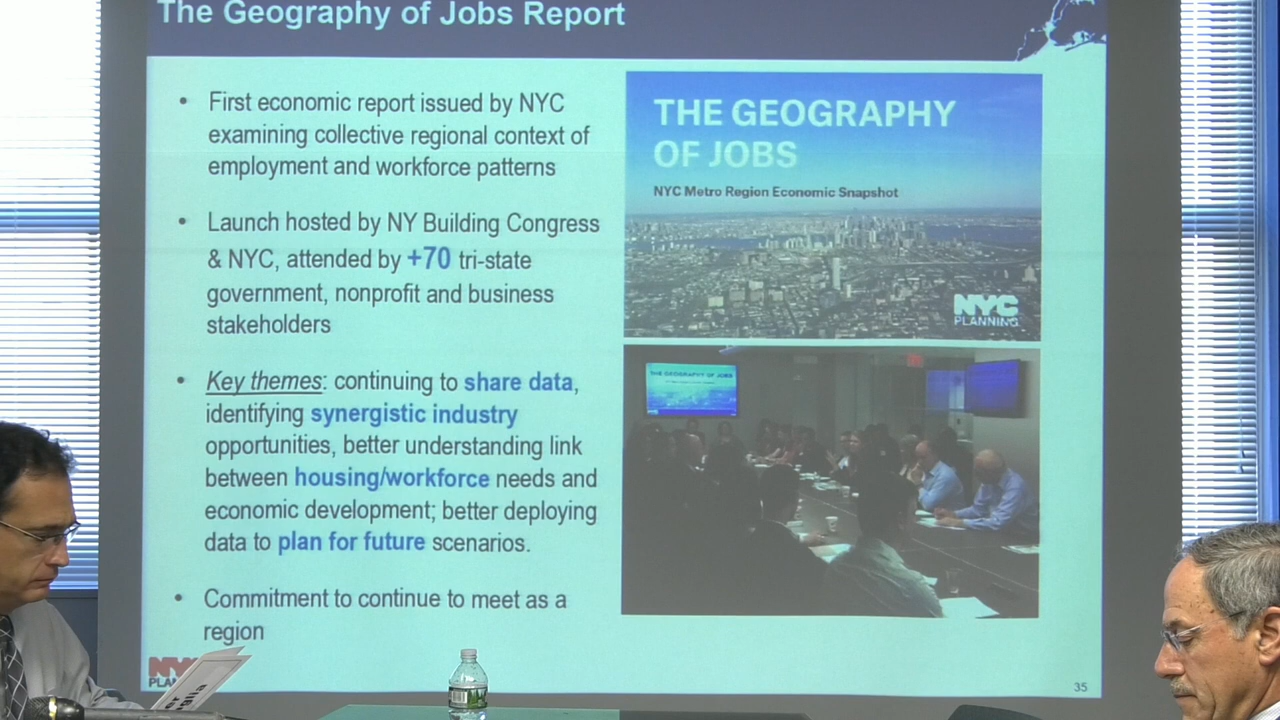 The Geography of Jobs Report
• First economic report issued by NYC
examining collective regional context of
employment and workforce patterns
• Launch hosted by NY Building Congress
& NYC, attended by +70 tri-state
government, nonprofit and business
stakeholders
• Key themes: continuing to share data,
identifying synergistic industry
opportunities, better understanding link
between housing/workforce needs and
economic development; better deploying
data to plan for future scenarios.
• Commitment to continue to meet as a
region
THE GEOGRAPHY
OF JOBS
NYC Metro Region Economic Snapshot
NYC
PLANNING
THE GEOGRAPHY OF JOBS
35